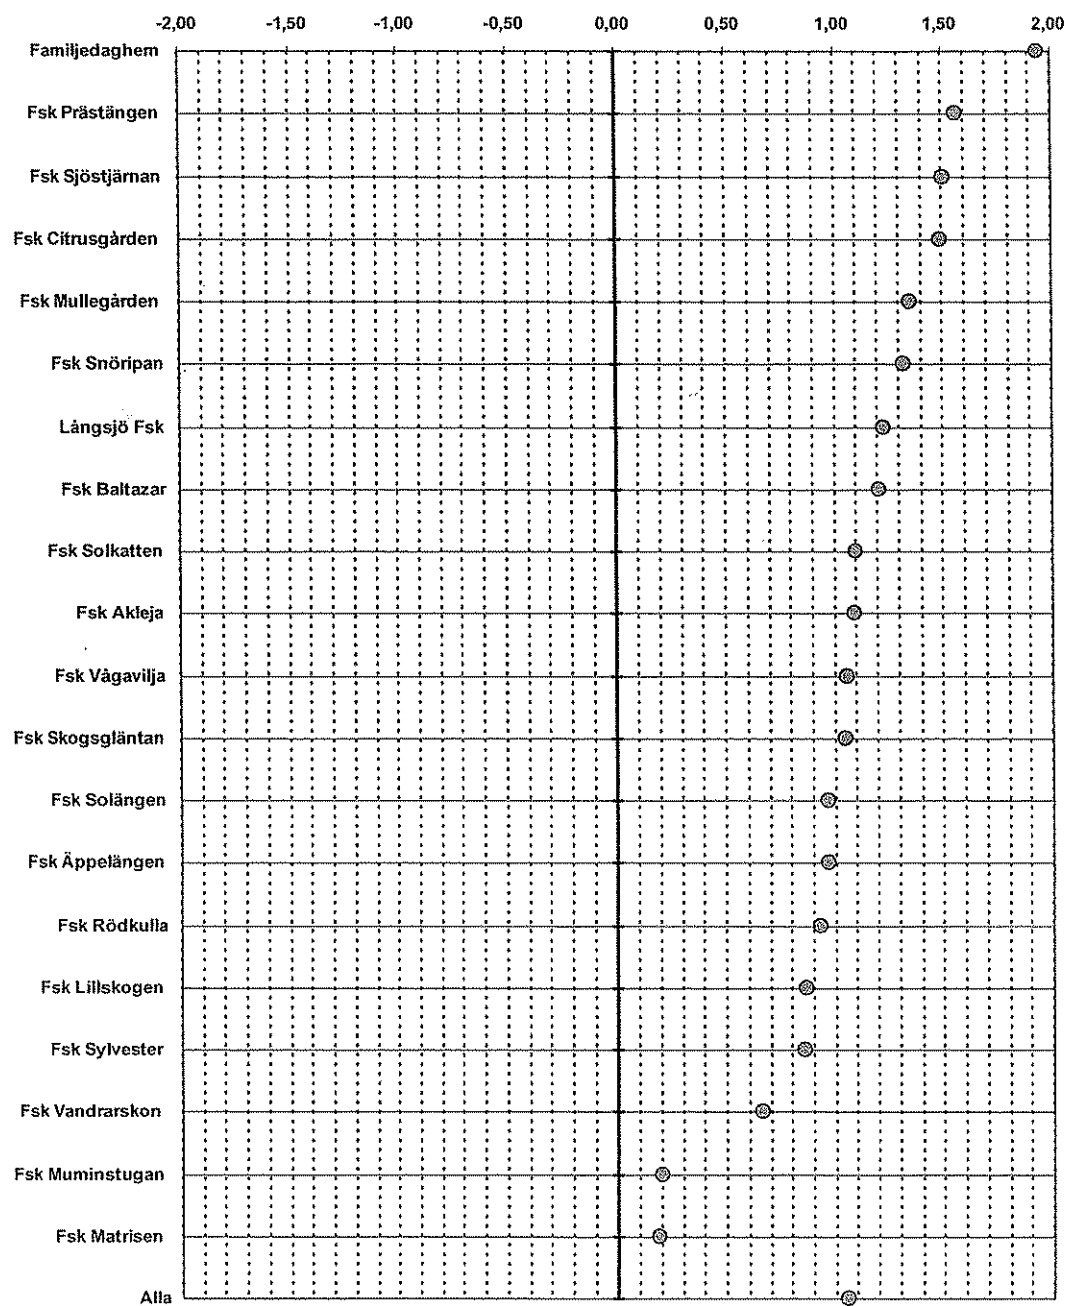 -2,00 -1,50 -1,00 -0,50 0,00 0,50 1,00 1,50 2,00
Familjedaghem
Fsk Prästängen
Fsk Sjöstjärnan
Fsk Citrusgården
Fsk Mullegården
Fsk Snöripan
Långsjö Fsk
Fsk Baltazar
Fsk Solkatten
Fsk Akleja
Fsk Vågavilja
Fsk Skogsgläntan
Fsk Solängen
Fsk Äppelängen
Fsk Rödkulla
Fsk Lillskogen
Fsk Sylvester
Fsk Vandrarskon
Fsk Muminstugan
Fsk Matrisen
Alla